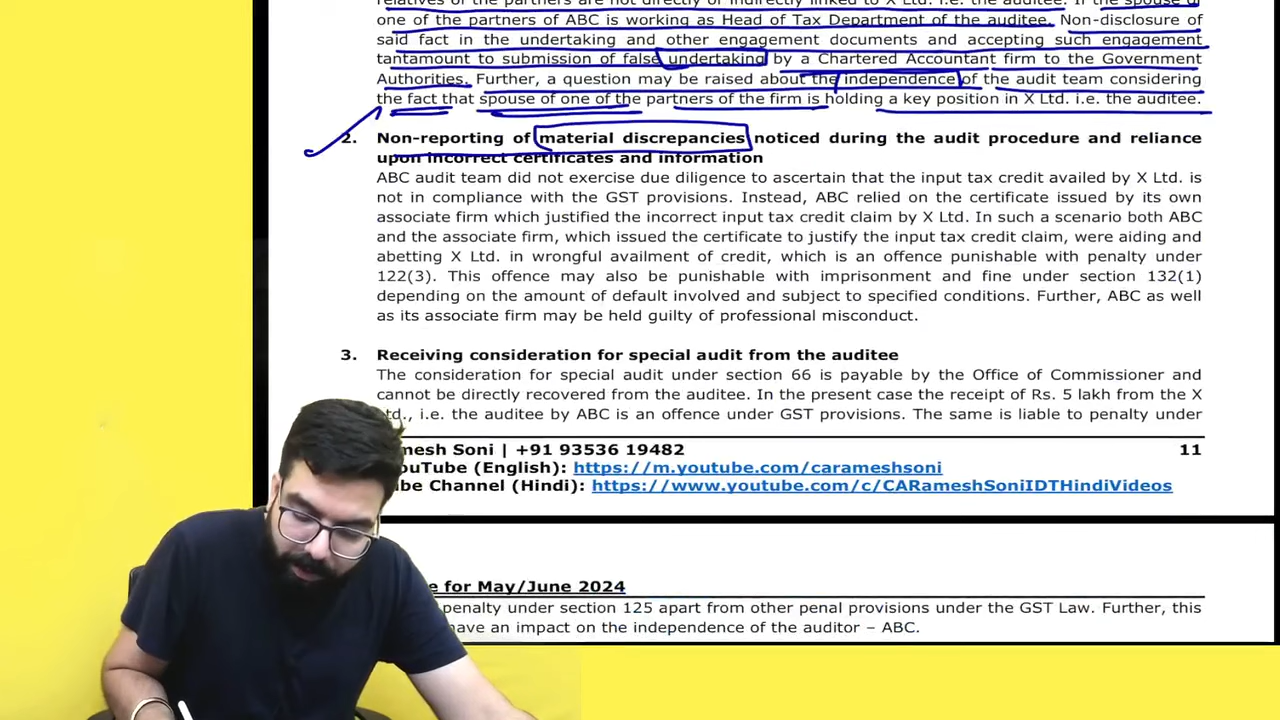 relatives of the partners are not directly or indirectly linked to X Ltd. i.e. the auditee. If the spouse of
one of the partners of ABC is working as Head of Tax Department of the auditee. Non-disclosure of
said fact in the undertaking and other engagement documents and accepting such engagement
tantamount to submission of false undertaking by a Chartered Accountant firm to the Government
Authorities. Further, a question may be raised about the independence of the audit team considering
the fact that spouse of one of the partners of the firm is holding a key position in X Ltd. i.e. the auditee.
2. Non-reporting of material discrepancies noticed during the audit procedure and reliance
upon incorrect certificates and information
ABC audit team did not exercise due diligence to ascertain that the input tax credit availed by X Ltd. is
not in compliance with the GST provisions. Instead, ABC relied on the certificate issued by its own
associate firm which justified the incorrect input tax credit claim by X Ltd. In such a scenario both ABC
and the associate firm, which issued the certificate to justify the input tax credit claim, were aiding and
abetting X Ltd. in wrongful availment of credit, which is an offence punishable with penalty under
122(3). This offence may also be punishable with imprisonment and fine under section 132(1)
depending on the amount of default involved and subject to specified conditions. Further, ABC as well
as its associate firm may be held guilty of professional misconduct.
3. Receiving consideration for special audit from the auditee
The consideration for special audit under section 66 is payable by the Office of Commissioner and
cannot be directly recovered from the auditee. In the present case the receipt of Rs. 5 lakh from the X
td., i.e. the auditee by ABC is an offence under GST provisions. The same is liable to penalty under
mesh Soni | +91 93536 19482 11
ouTube (English): https://m.youtube.com/carameshsoni
be Channel (Hindi): https://www.youtube.com/c/CARameshSoniIDTHindiVideos
e for May/June 2024
penalty under section 125 apart from other penal provisions under the GST Law. Further, this
have an impact on the independence of the auditor – ABC.